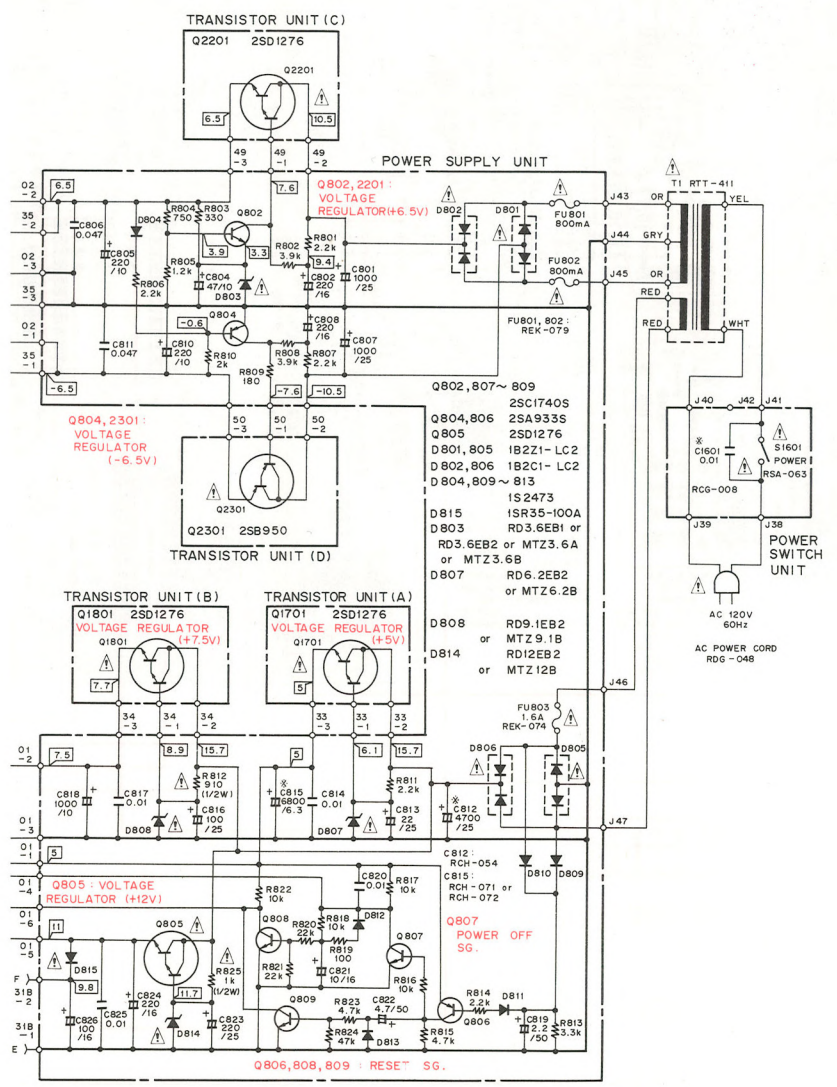 TRANSISTOR UNIT (C)
Q2201 2SD1276
Q2201
6.5
10.5
49 -3
49 -1
49 -2
POWER SUPPLY UNIT
T1 RTT-411
02 -2
6.5
7.6
Q802,2201:
VOLTAGE
REGULATOR(+6.5V)
D802
D801
FU801
800mA
J43
OR
YEL
35 -2
C806
0.047
D804
R804
750
R803
330
Q802
3.9
3.3
R801
2.2k
9.4
J44
GRY
C805
220
/10
R802
3.9k
FU802
800mA
02 -3
R805
1.2k
R806
2.2k
C804
47/10
D803
C802
220
/16
C801
1000
/25
J45
OR
RED
35 -3
FU801, 802:
REK-079
02 -1
-0.6
Q804
C808
220
/16
RED
WHT
C811
0.047
C810
220
/10
R810
2k
R808
3.9k
R807
2.2k
C807
1000
/25
35 -1
R809
180
-6.5
-7.6
-10.5
Q804, 2301:
VOLTAGE
REGULATOR
(-6.5V)
50 -3
50 -1
50 -2
Q2301
Q2301 2SB950
TRANSISTOR UNIT (D)
Q802,807~809
2SC1740S
Q804,806 2SA933S
Q805 2SD1276
D801,805 1B2Z1-LC2
D802,806 1B2C1-LC2
D804,809~813
1S2473
D815 1SR35-100A
D803 RD3.6EB1 or
RD3.6EB2 or MTZ3.6A
or MTZ3.6B
D807 RD6.2EB2
or MTZ6.2B
D808 RD9.1EB2
or MTZ9.1B
D814 RD12EB2
or MTZ12B
J40
J42
J41
※
C1601
0.01
S1601
POWER
RSA-063
RCG-008
J39
J38
POWER
SWITCH
UNIT
AC 120V
60Hz
AC POWER CORD
RDG-048
TRANSISTOR UNIT (B)
Q1801 2SD1276
VOLTAGE REGULATOR
(+7.5V)
Q1801
7.7
34 -3
34 -1
34 -2
TRANSISTOR UNIT (A)
Q1701 2SD1276
VOLTAGE REGULATOR
(+5V)
Q1701
5
33 -3
33 -1
33 -2
J46
FU803
1.6A
REK-074
01 -2
7.5
8.9
15.7
5
6.1
15.7
D806
D805
C818
1000
/10
C817
0.01
R812
910
(1/2W)
C816
100
/25
D808
※
C815
6800
/6.3
C814
0.01
D807
R811
2.2k
C813
22
/25
※
C812
4700
/25
01 -3
J47
01 -1
5
C812:
RCH-054
C815:
RCH-071 or
RCH-072
D810
D809
01 -4
Q805: VOLTAGE
REGULATOR (+12V)
R822
10k
C820
0.01
R817
10k
01 -6
Q805
Q808
R820
22k
R818
10k
D812
Q807
Q807
POWER OFF
SG.
11
01 -5
R819
100
D815
R825
1k
(1/2W)
R821
22k
C821
10/16
R816
10k
F
9.8
31B -2
11.7
C826
100
/16
C825
0.01
C824
220
/16
D814
C823
220
/25
Q809
R823
4.7k
C822
4.7/50
R814
2.2k
D811
Q806
C819
2.2
/50
R813
3.3k
31B -1
R824
47k
D813
R815
4.7k
E
Q806,808,809 : RESET SG.